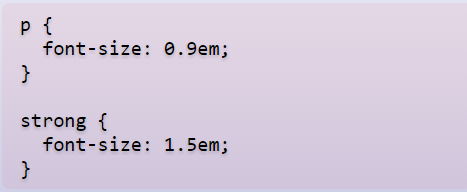 p {
  font-size: 0.9em;
}

strong {
  font-size: 1.5em;
}